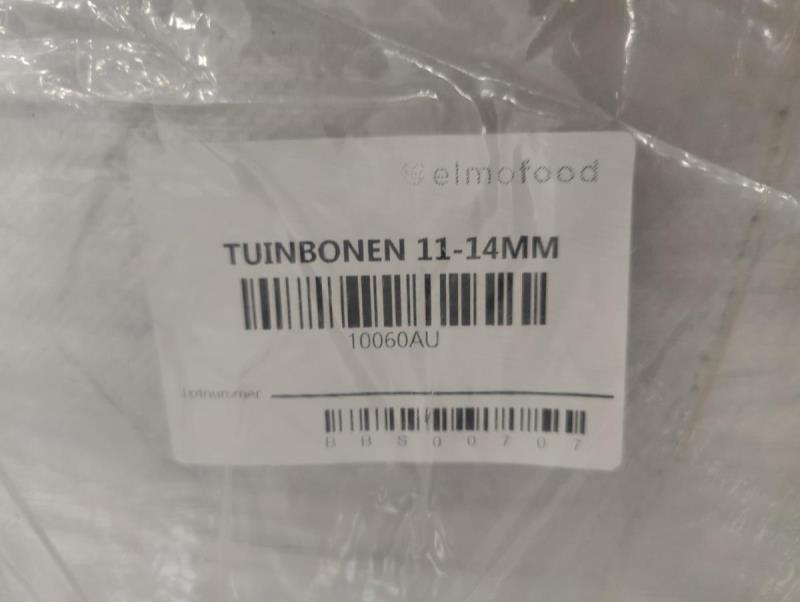 elmofood
TUINBONEN 11-14MM
10060AU
Lotnummer
BBS00707